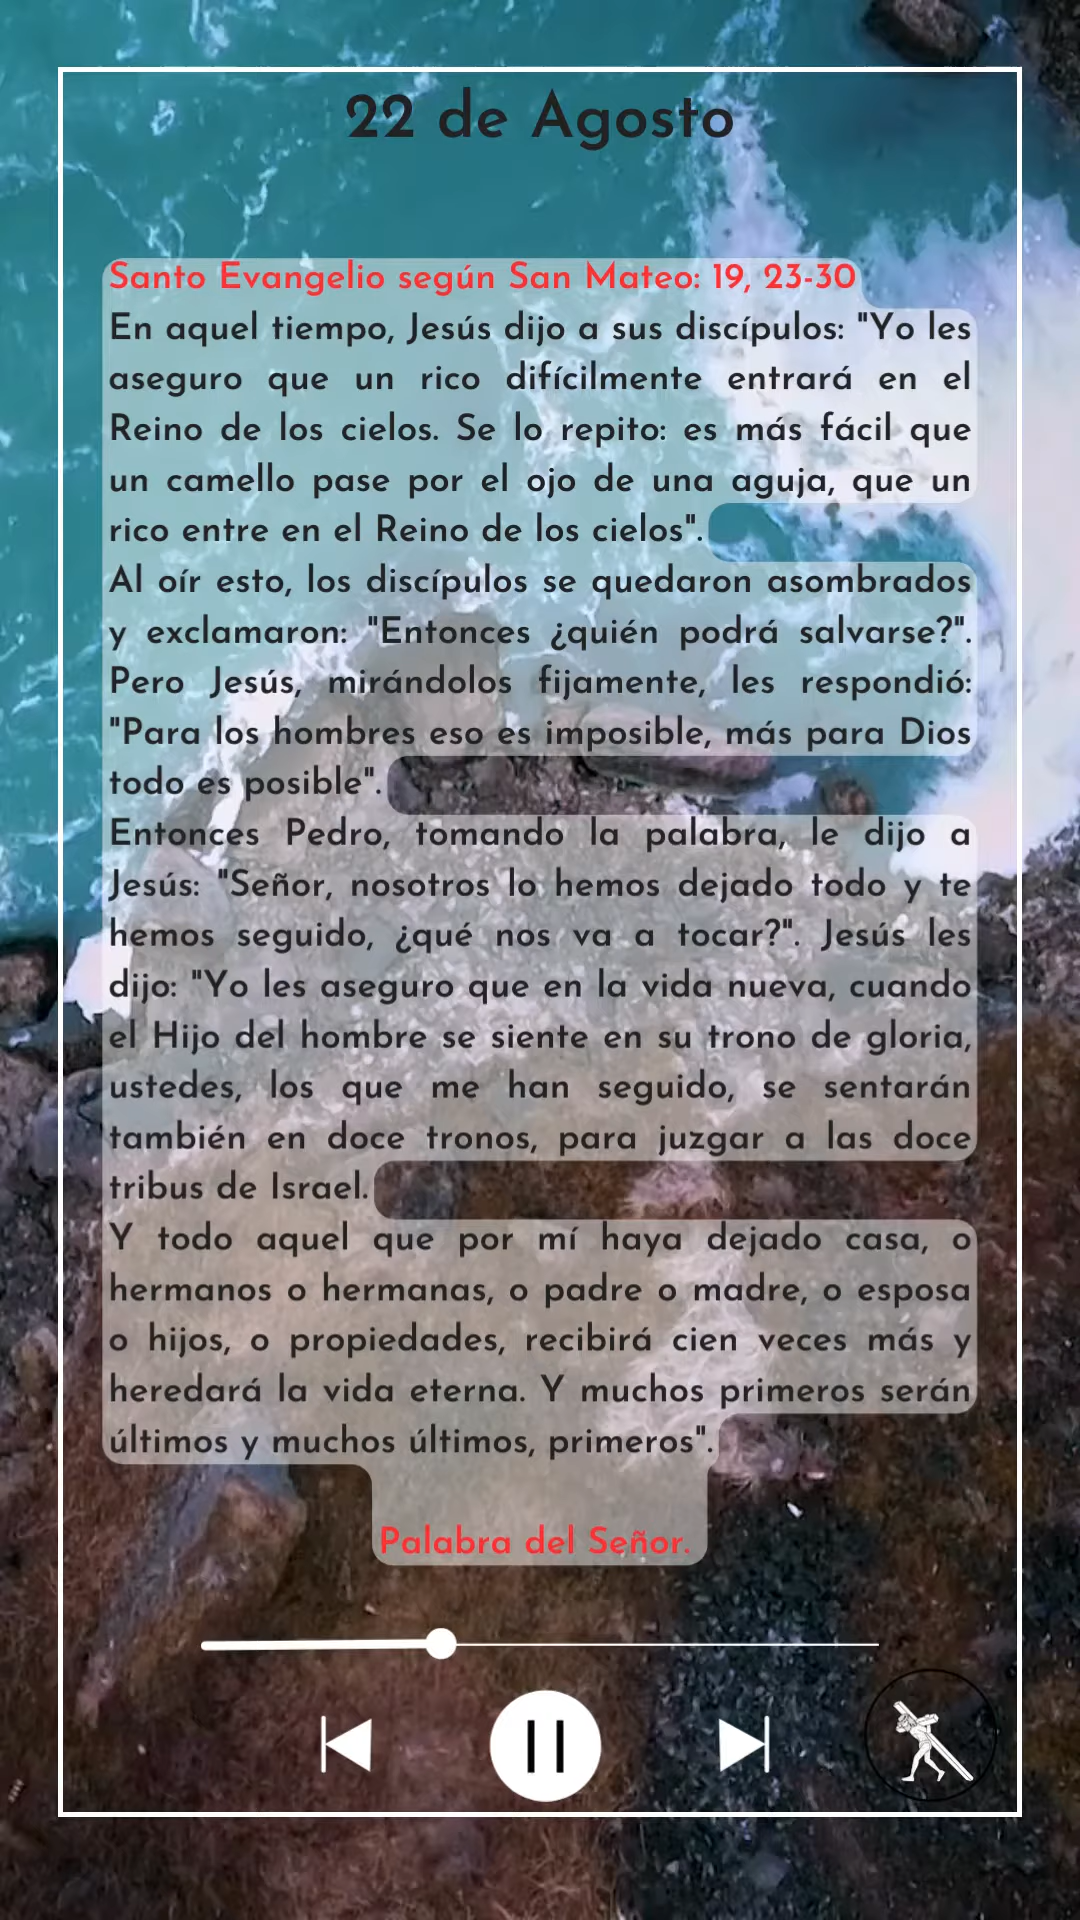 22 de Agosto
Santo Evangelio según San Mateo: 19, 23-30
En aquel tiempo, Jesús dijo a sus discípulos: "Yo les
aseguro que un rico difícilmente entrará en el
Reino de los cielos. Se lo repito: es más fácil que
un camello pase por el ojo de una aguja, que un
rico entre en el Reino de los cielos".
Al oír esto, los discípulos se quedaron asombrados
y exclamaron: "Entonces ¿quién podrá salvarse?".
Pero Jesús, mirándolos fijamente, les respondió:
"Para los hombres eso es imposible, más para Dios
todo es posible".
Entonces Pedro, tomando la palabra, le dijo a
Jesús: "Señor, nosotros lo hemos dejado todo y te
hemos seguido, ¿qué nos va a tocar?". Jesús les
dijo: "Yo les aseguro que en la vida nueva, cuando
el Hijo del hombre se siente en su trono de gloria,
ustedes, los que me han seguido, se sentarán
también en doce tronos, para juzgar a las doce
tribus de Israel.
Y todo aquel que por mí haya dejado casa, o
hermanos o hermanas, o padre o madre, o esposa
o hijos, o propiedades, recibirá cien veces más y
heredará la vida eterna. Y muchos primeros serán
últimos y muchos últimos, primeros".
Palabra del Señor.